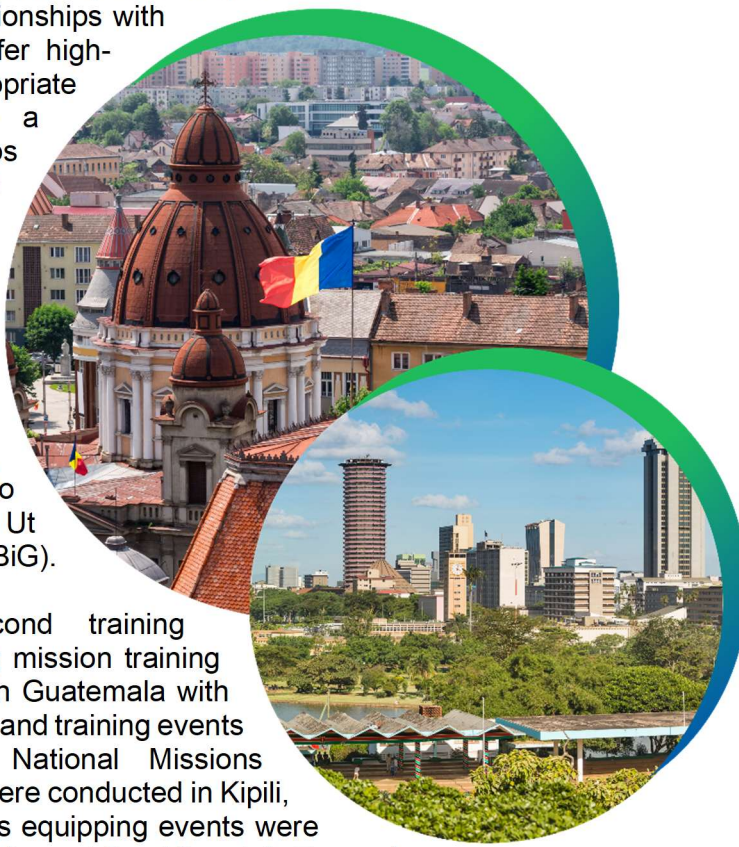 ionships with
fer high-
opriate
a
os
o
Ut
BiG).
cond training
mission training
n Guatemala with
and training events
National Missions
ere conducted in Kipili,
s equipping events were